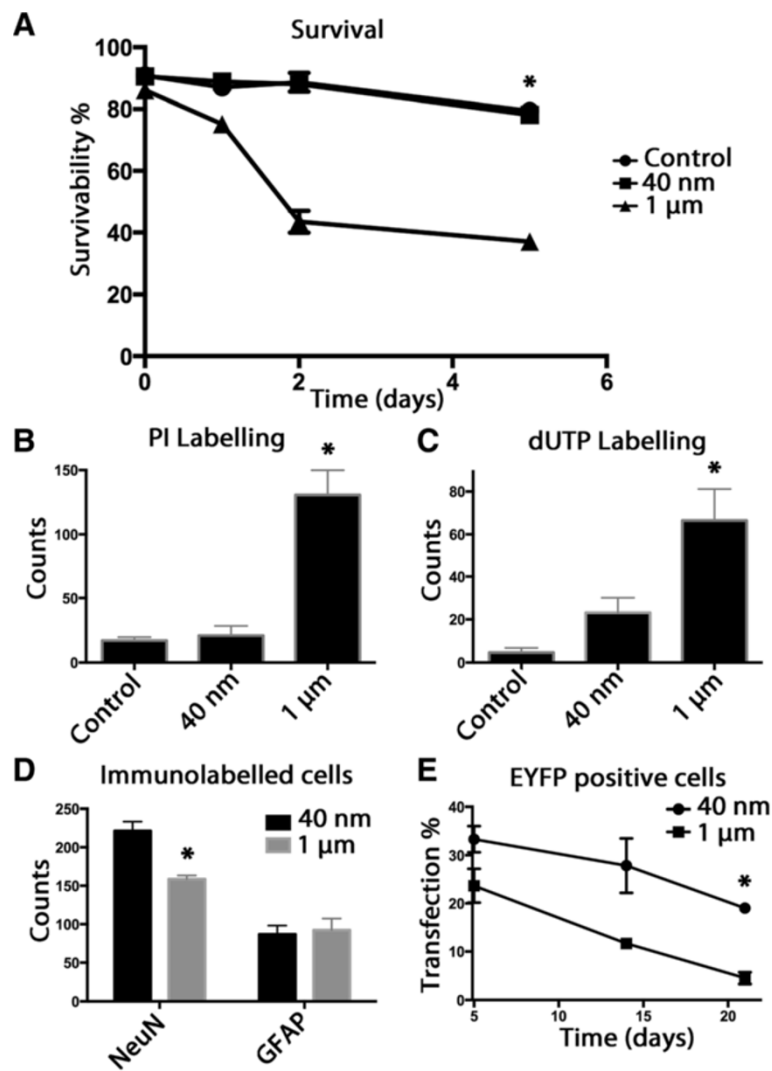 A
Survival
100
80
60
40
20
0
Survivability %
0 2 4 6
Time (days)
*
Control
40 nm
1 µm
B
PI Labelling
150
100
50
0
Counts
*
Control 40 nm 1 µm
C
dUTP Labelling
80
60
40
20
0
Counts
*
Control 40 nm 1 µm
D
Immunolabelled cells
250
200
150
100
50
0
Counts
*
40 nm
1 µm
NeuN GFAP
E
EYFP positive cells
40
30
20
10
0
Transfection %
40 nm
1 µm
*
5 10 15 20
Time (days)